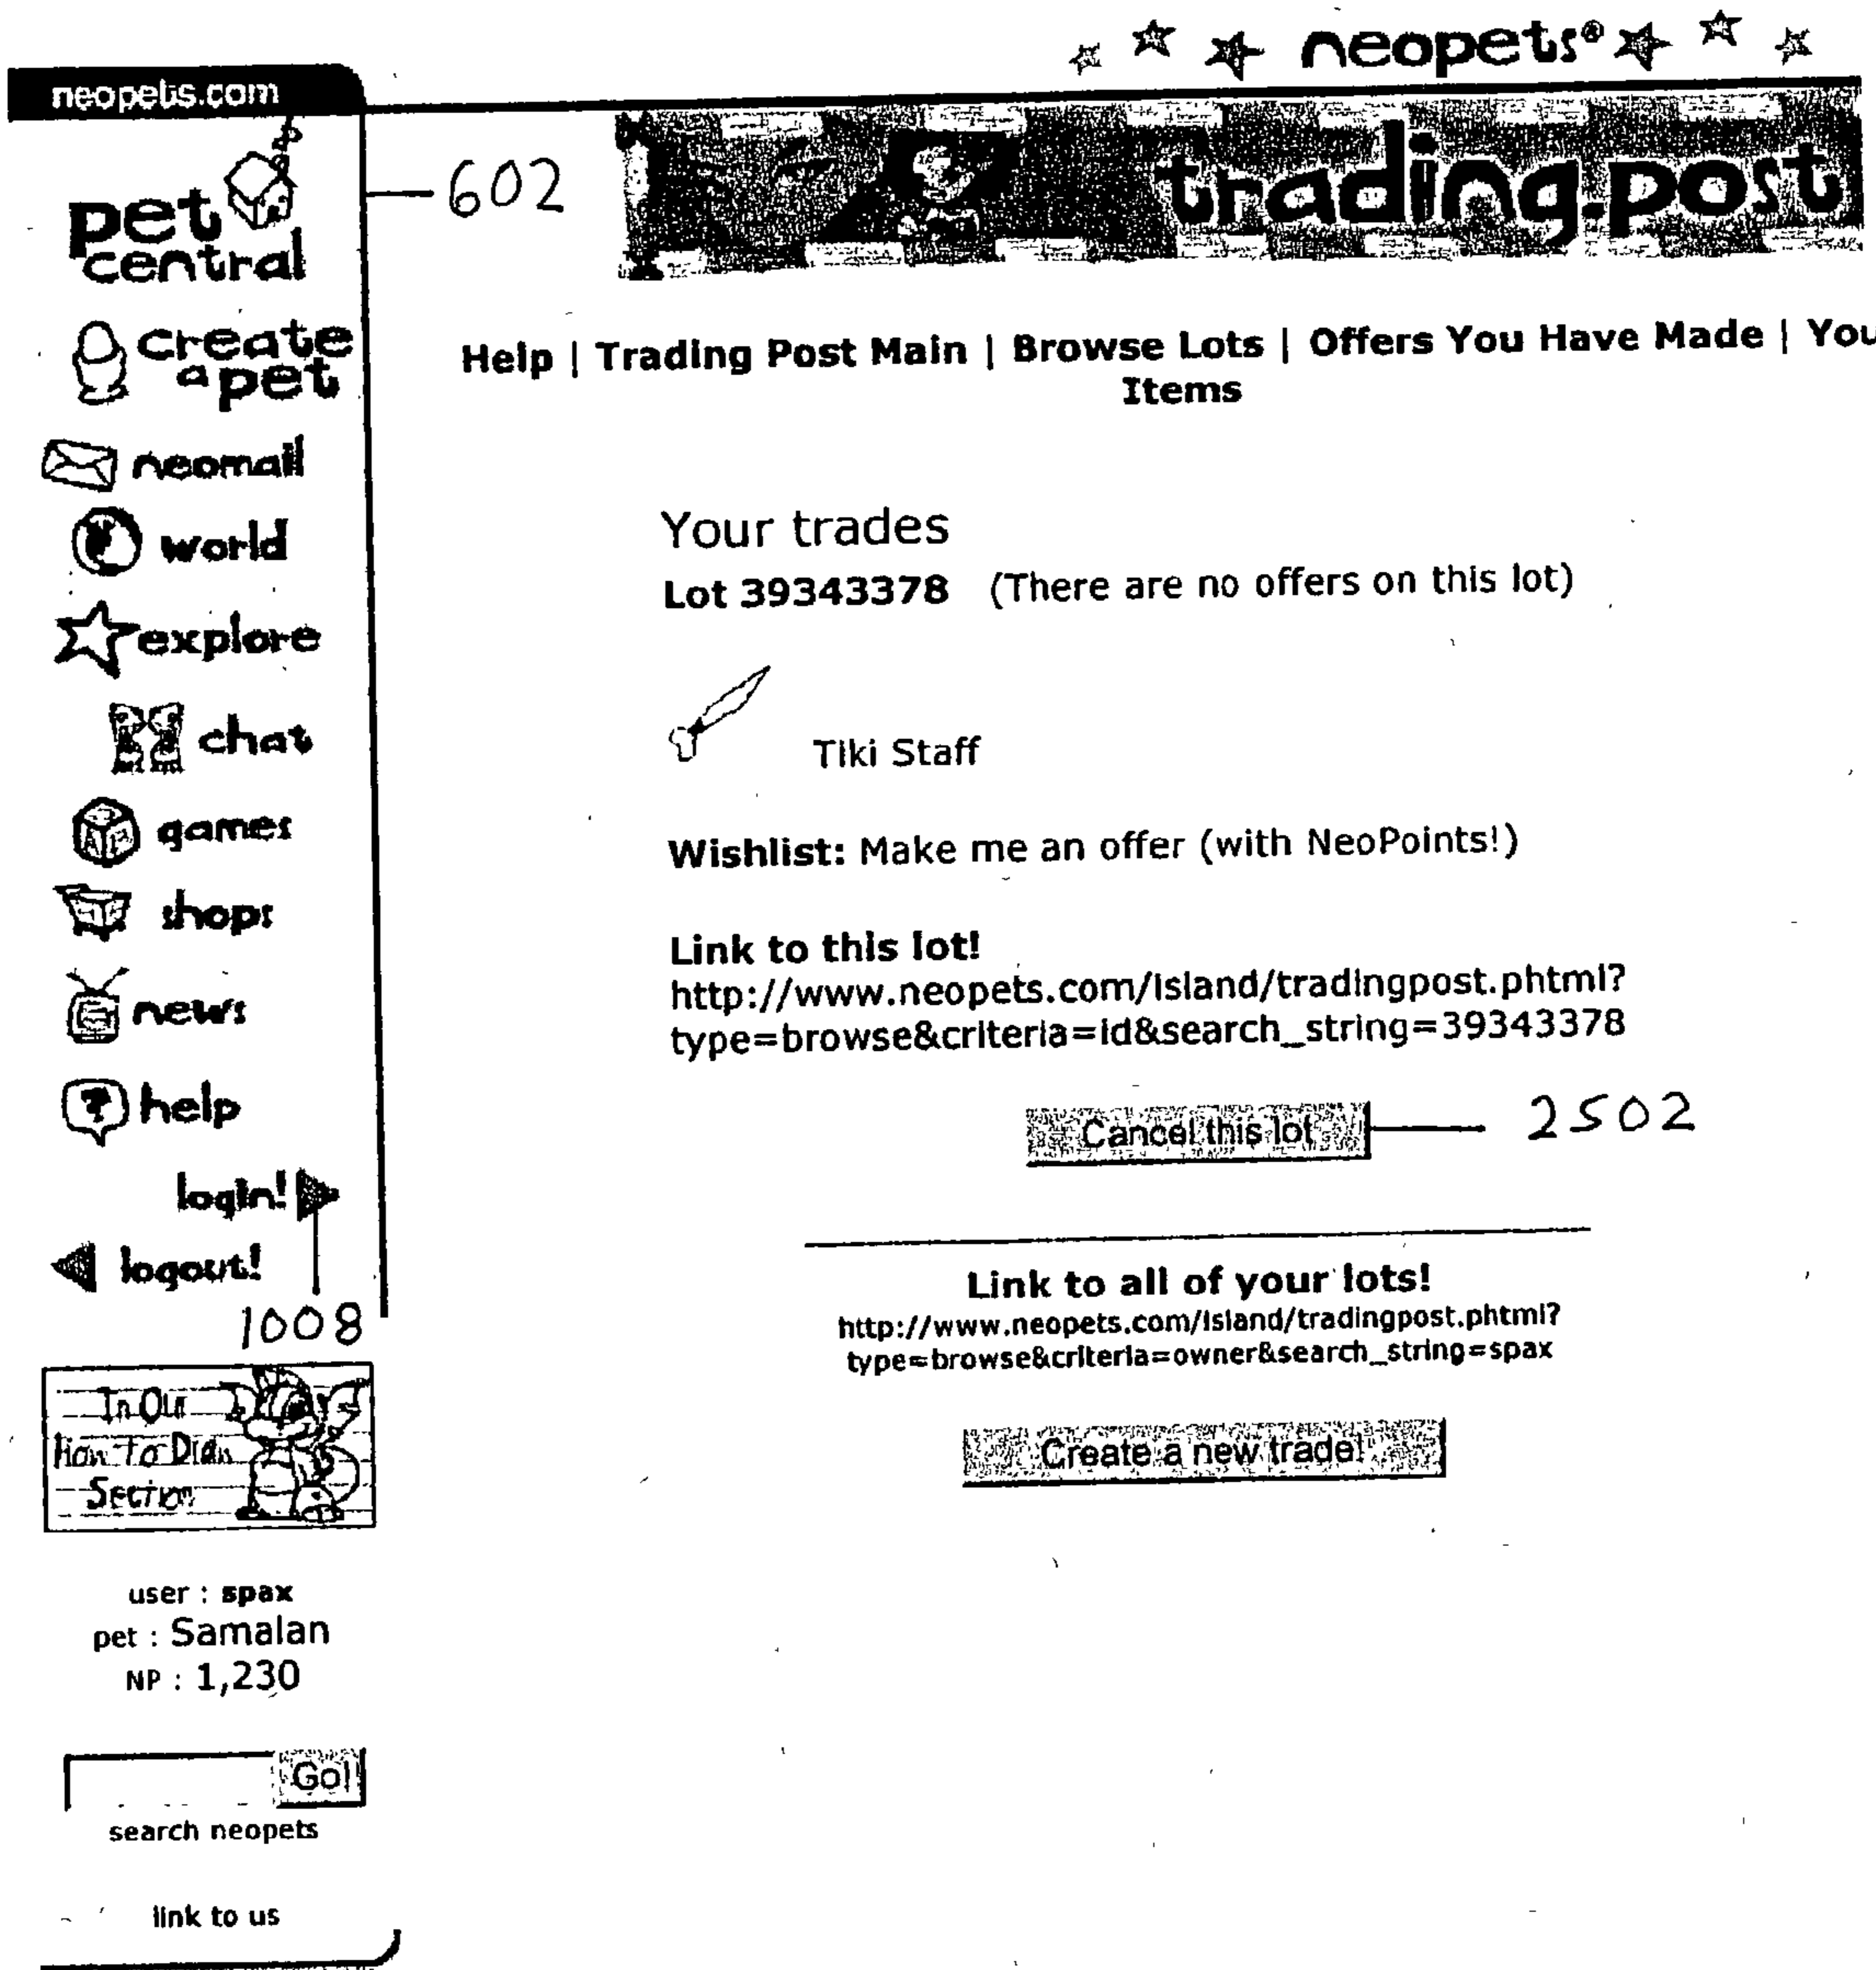 neopets®
neopets.com
602
trading.post
pet
central
create
a pet
neomail
world
explore
chat
games
shops
news
help
login!
logout!
1008
In Our
How To Draw
Section
user : spax
pet : Samalan
NP : 1,230
Go!
search neopets
link to us
Help | Trading Post Main | Browse Lots | Offers You Have Made | You
Items
Your trades
Lot 39343378 (There are no offers on this lot)
Tiki Staff
Wishlist: Make me an offer (with NeoPoints!)
Link to this lot!
http://www.neopets.com/island/tradingpost.phtml?
type=browse&criteria=id&search_string=39343378
Cancel this lot
2502
Link to all of your lots!
http://www.neopets.com/island/tradingpost.phtml?
type=browse&criteria=owner&search_string=spax
Create a new trade!